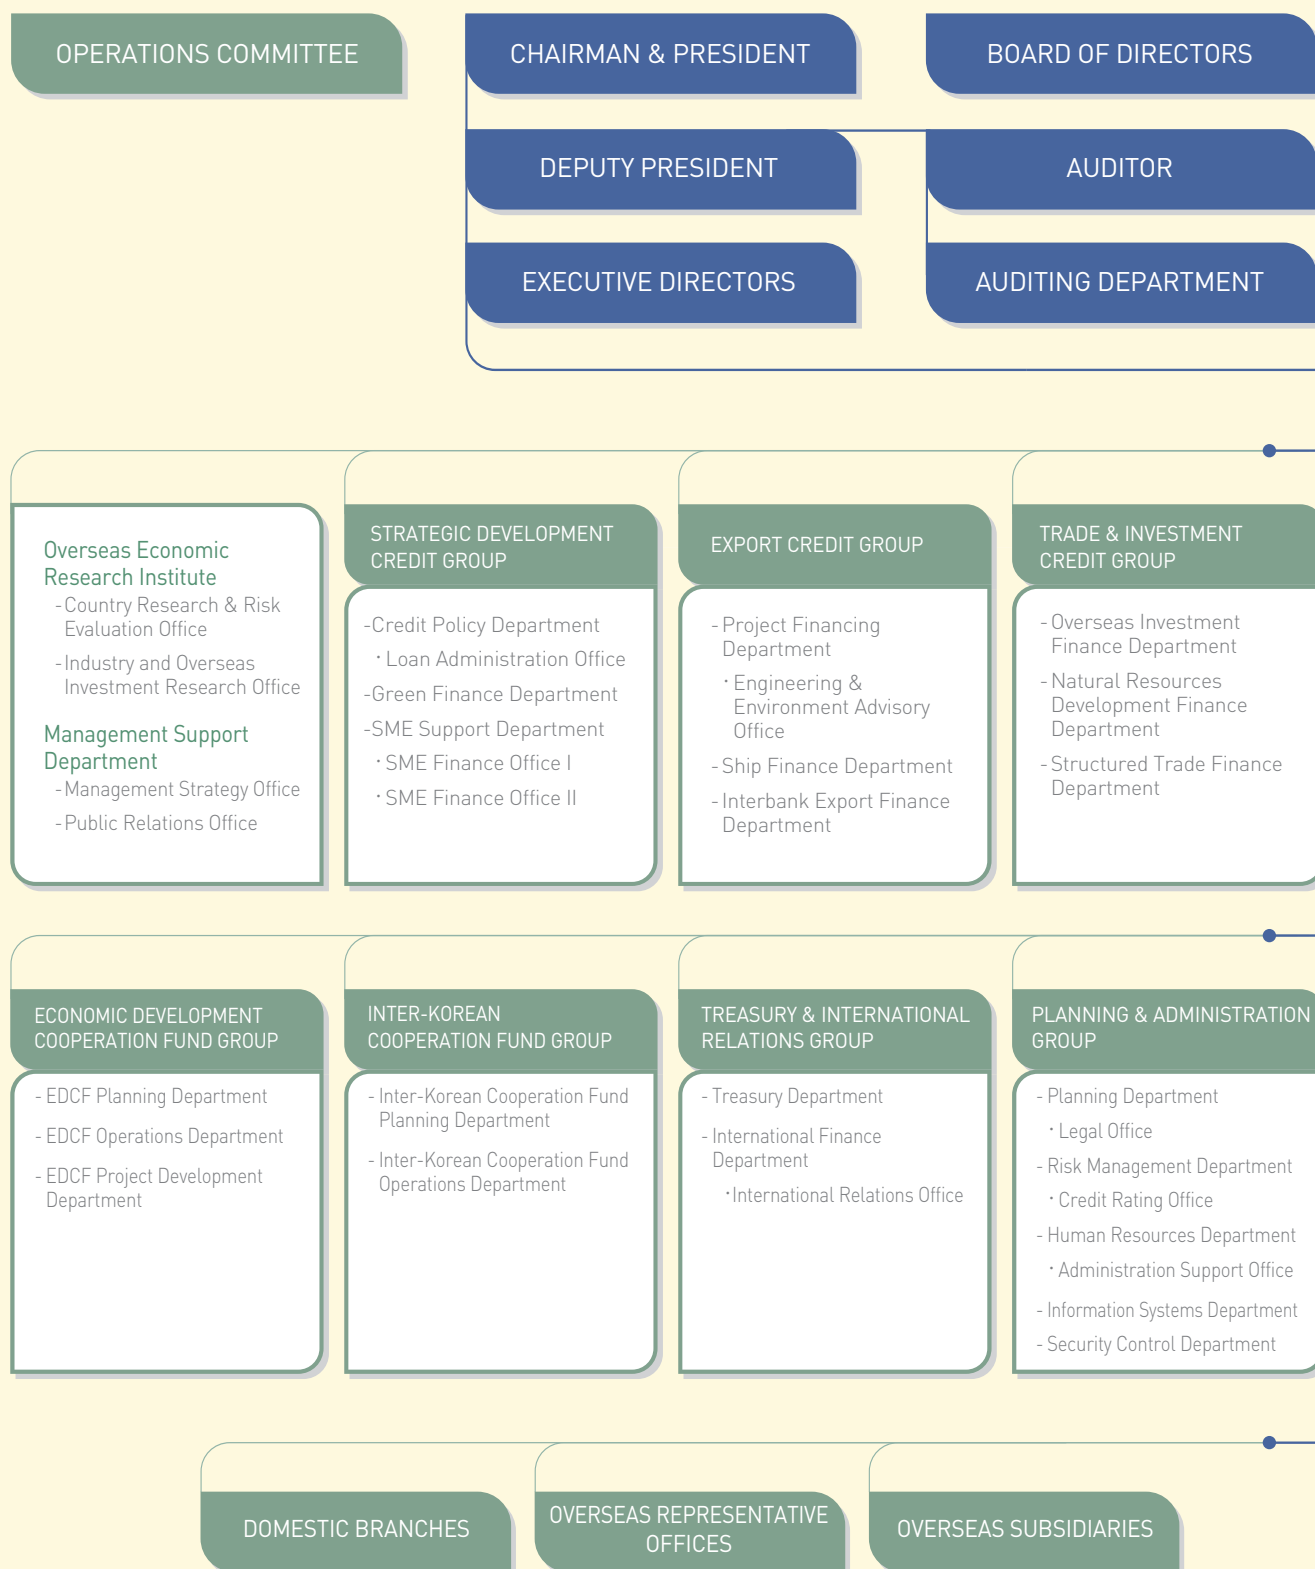 OPERATIONS COMMITTEE
CHAIRMAN & PRESIDENT
BOARD OF DIRECTORS
DEPUTY PRESIDENT
AUDITOR
EXECUTIVE DIRECTORS
AUDITING DEPARTMENT
Overseas Economic
Research Institute
-Country Research & Risk
Evaluation Office
-Industry and Overseas
Investment Research Office
Management Support
Department
-Management Strategy Office
-Public Relations Office
STRATEGIC DEVELOPMENT
CREDIT GROUP
-Credit Policy Department
·Loan Administration Office
-Green Finance Department
-SME Support Department
·SME Finance Office I
·SME Finance Office II
EXPORT CREDIT GROUP
-Project Financing
Department
·Engineering &
Environment Advisory
Office
-Ship Finance Department
-Interbank Export Finance
Department
TRADE & INVESTMENT
CREDIT GROUP
-Overseas Investment
Finance Department
-Natural Resources
Development Finance
Department
-Structured Trade Finance
Department
ECONOMIC DEVELOPMENT
COOPERATION FUND GROUP
- EDCF Planning Department
- EDCF Operations Department
- EDCF Project Development
Department
INTER-KOREAN
COOPERATION FUND GROUP
- Inter-Korean Cooperation Fund
Planning Department
- Inter-Korean Cooperation Fund
Operations Department
TREASURY & INTERNATIONAL
RELATIONS GROUP
- Treasury Department
- International Finance
Department
·International Relations Office
PLANNING & ADMINISTRATION
GROUP
- Planning Department
· Legal Office
- Risk Management Department
· Credit Rating Office
- Human Resources Department
· Administration Support Office
- Information Systems Department
- Security Control Department
DOMESTIC BRANCHES
OVERSEAS REPRESENTATIVE
OFFICES
OVERSEAS SUBSIDIARIES